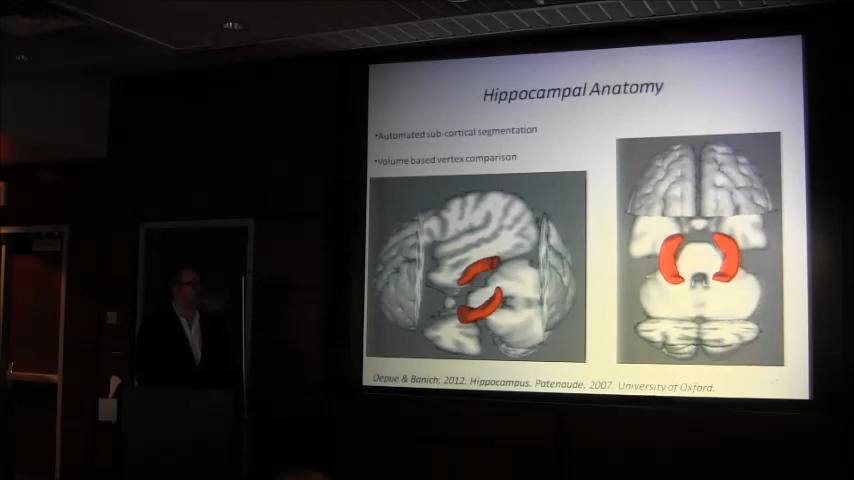 Hippocampal Anatomy
•Automated sub-cortical segmentation
•Volume based vertex comparison
Depue & Banich, 2012. Hippocampus. Patenaude. 2007. University of Oxford.